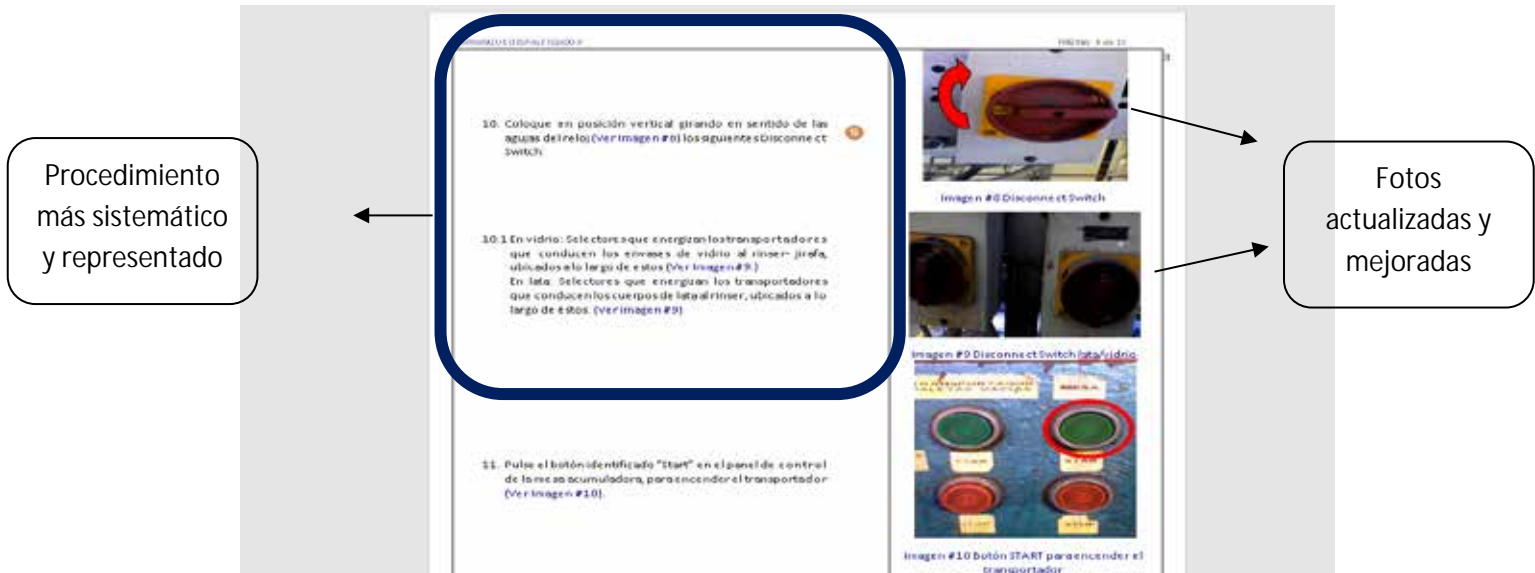 Procedimiento
más sistemático
y representado
10. Coloque en posición vertical girando en sentido de las
agujas del reloj (Ver Imagen #8) los siguientes Disconnect
Switch
10.1 En vidrio: Selectores que energizan los transportadores
que conducen los envases de vidrio al rinser- jirafa,
ubicados a lo largo de estos (Ver Imagen #9.)
En lata: Selectores que energizan los transportadores
que conducen los cuerpos de lata al rinser, ubicados a lo
largo de éstos. (Ver imagen #9)
11. Pulse el botón identificado "Start" en el panel de control
de la mesa acumuladora, para encender el transportador
(Ver Imagen #10).
Imagen #8 Disconnect Switch
Imagen #9 Disconnect Switch lata/vidrio
MESA
START
START
STOP
Imagen #10 Botón START para encender el
transportador
Fotos
actualizadas y
mejoradas